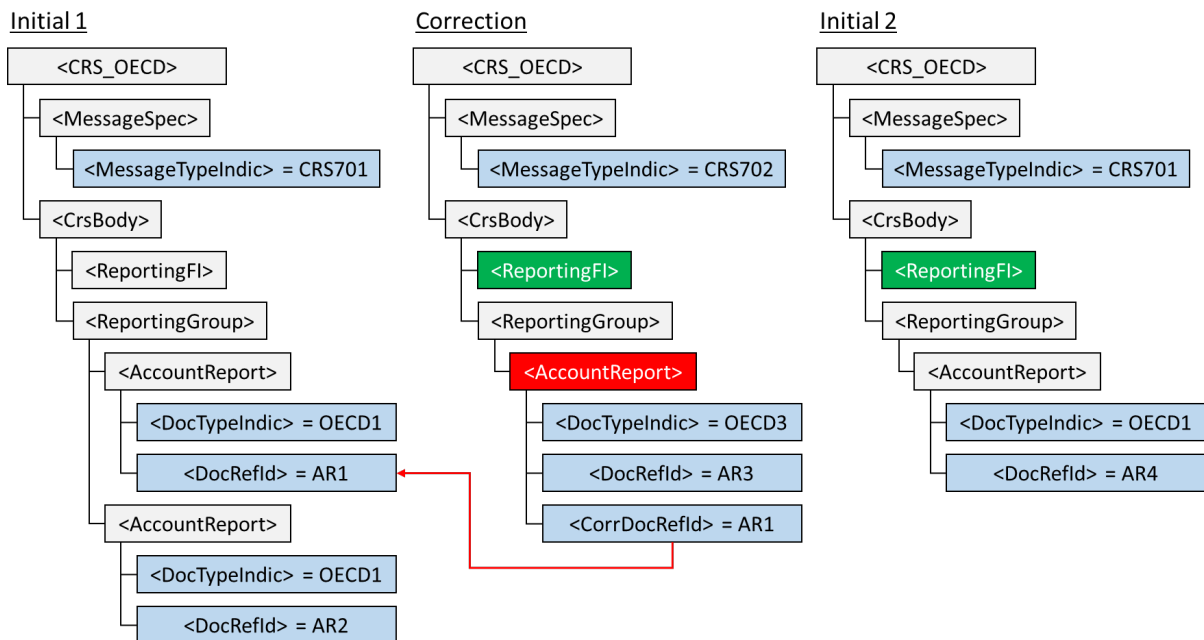 Initial 1
<CRS_OECD>
<MessageSpec>
<MessageTypeIndic> = CRS701
<CrsBody>
<ReportingFI>
<ReportingGroup>
<AccountReport>
<DocTypeIndic> = OECD1
<DocRefId> = AR1
<AccountReport>
<DocTypeIndic> = OECD1
<DocRefId> = AR2
Correction
<CRS_OECD>
<MessageSpec>
<MessageTypeIndic> = CRS702
<CrsBody>
<ReportingFI>
<ReportingGroup>
<AccountReport>
<DocTypeIndic> = OECD3
<DocRefId> = AR3
<CorrDocRefId> = AR1
Initial 2
<CRS_OECD>
<MessageSpec>
<MessageTypeIndic> = CRS701
<CrsBody>
<ReportingFI>
<ReportingGroup>
<AccountReport>
<DocTypeIndic> = OECD1
<DocRefId> = AR4